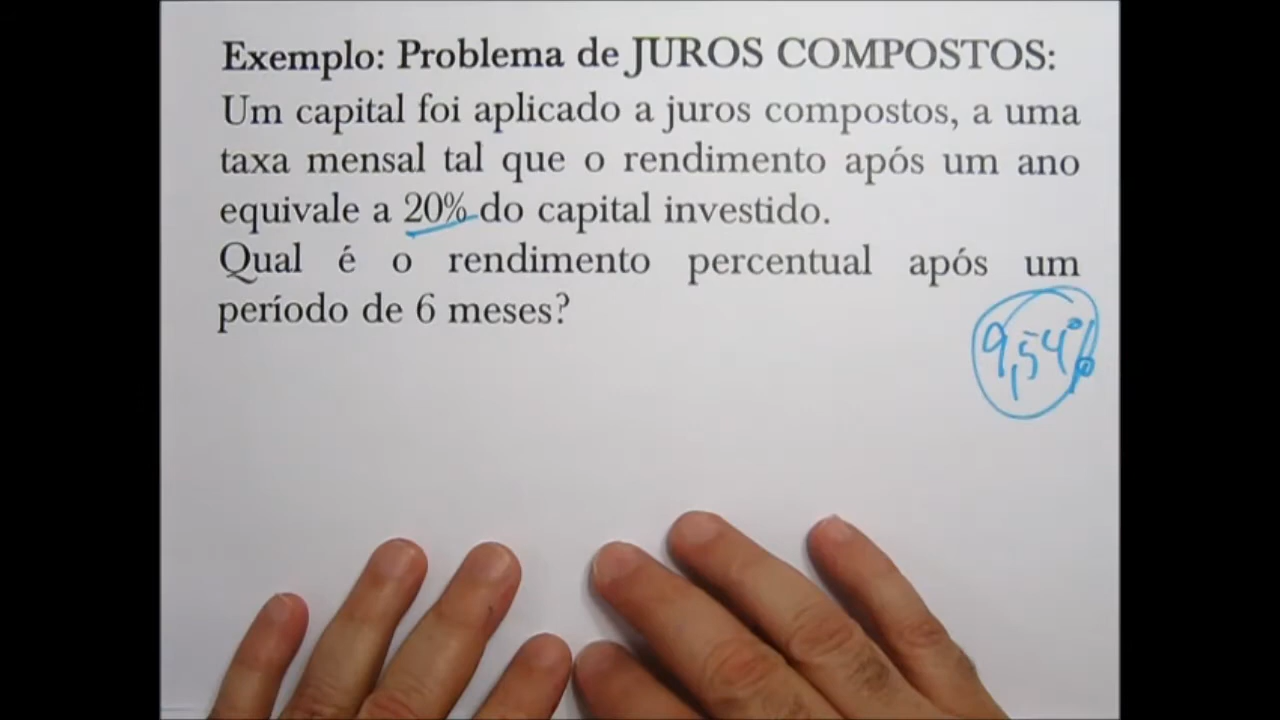 Exemplo: Problema de JUROS COMPOSTOS:
Um capital foi aplicado a juros compostos, a uma
taxa mensal tal que o rendimento após um ano
equivale a 20% do capital investido.
Qual é o rendimento percentual após um
período de 6 meses?
9,54%